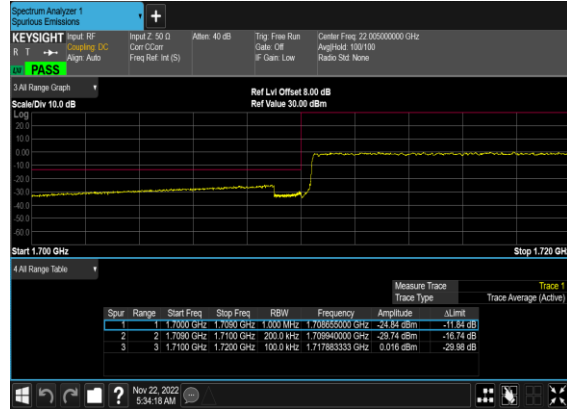 Spectrum Analyzer 1
Spurious Emissions
+
KEYSIGHT Input: RF Input Z: 50 Ω Atten: 40 dB Trig: Free Run Center Freq: 22.005000000 GHz
R T Coupling: DC Corr CCorr Gate: Off Avg|Hold: 100/100
Align: Auto Freq Ref: Int (S) IF Gain: Low Radio Std: None
PASS
3 All Range Graph
Ref Lvl Offset 8.00 dB
Scale/Div 10.0 dB Ref Value 30.00 dBm
Log
20.0
10.0
0.00
-10.0
-20.0
-30.0
-40.0
-50.0
-60.0
Start 1.700 GHz Stop 1.720 GHz
4 All Range Table
Measure Trace Trace 1
Trace Type Trace Average (Active)
Spur Range Start Freq Stop Freq RBW Frequency Amplitude ΔLimit
1 1 1.7000 GHz 1.7090 GHz 1.000 MHz 1.708655000 GHz -24.84 dBm -11.84 dB
2 2 1.7090 GHz 1.7100 GHz 200.0 kHz 1.709940000 GHz -29.74 dBm -16.74 dB
3 3 1.7100 GHz 1.7200 GHz 100.0 kHz 1.717883333 GHz 0.016 dBm -29.98 dB
? Nov 22, 2022
5:34:18 AM